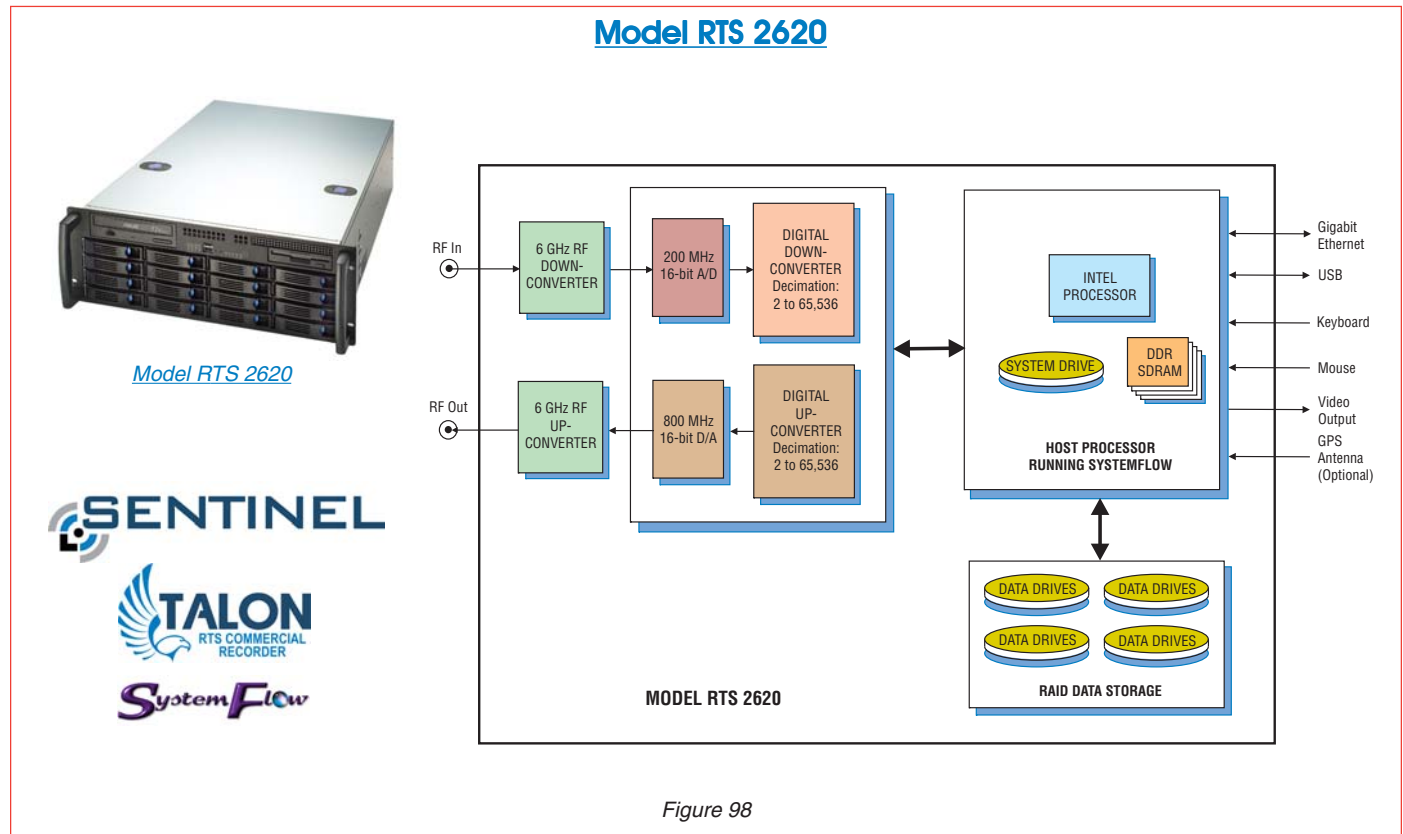 Model RTS 2620
Model RTS 2620
SENTINEL
TALON
RTS COMMERCIAL
RECORDER
SystemFlow
RF In
6 GHz RF
DOWN-
CONVERTER
200 MHz
16-bit A/D
DIGITAL
DOWN-
CONVERTER
Decimation:
2 to 65,536
RF Out
6 GHz RF
UP-
CONVERTER
800 MHz
16-bit D/A
DIGITAL
UP-
CONVERTER
Decimation:
2 to 65,536
MODEL RTS 2620
INTEL
PROCESSOR
SYSTEM DRIVE
DDR
SDRAM
HOST PROCESSOR
RUNNING SYSTEMFLOW
Gigabit
Ethernet
USB
Keyboard
Mouse
Video
Output
GPS
Antenna
(Optional)
DATA DRIVES
DATA DRIVES
DATA DRIVES
DATA DRIVES
RAID DATA STORAGE
Figure 98